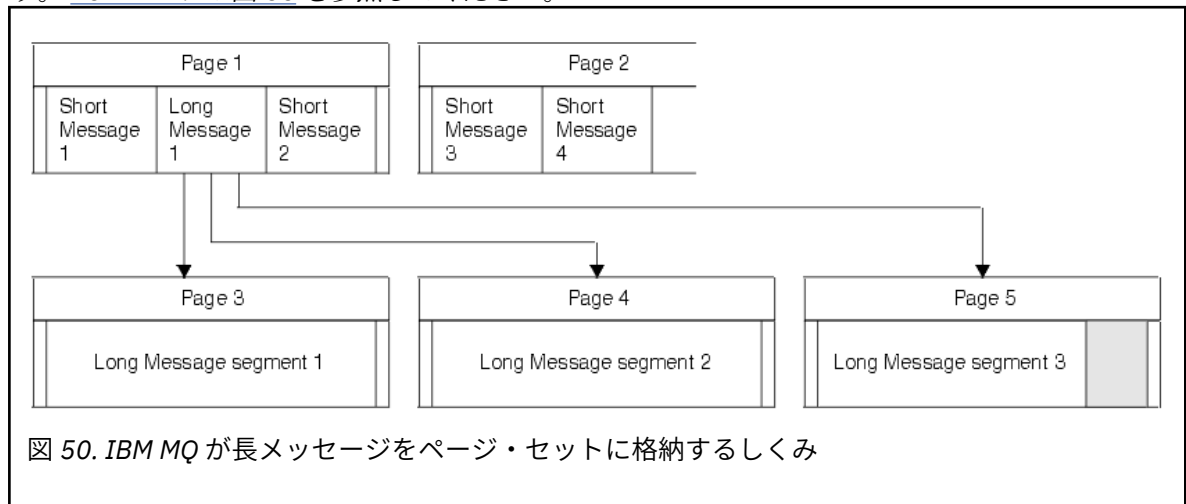 Page 1
Page 2
Short Message 1
Long Message 1
Short Message 2
Short Message 3
Short Message 4
Page 3
Page 4
Page 5
Long Message segment 1
Long Message segment 2
Long Message segment 3
図 50. IBM MQ が長メッセージをページ・セットに格納するしくみ